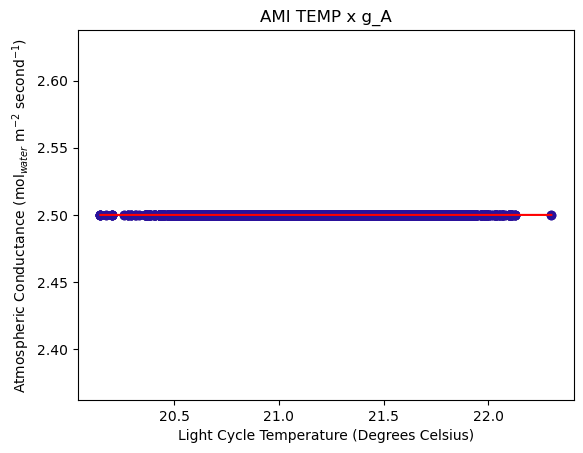 AMI TEMP x g_A
Atmospheric Conductance (mol_water m⁻² second⁻¹)
2.60
2.55
2.50
2.45
2.40
20.5 21.0 21.5 22.0
Light Cycle Temperature (Degrees Celsius)